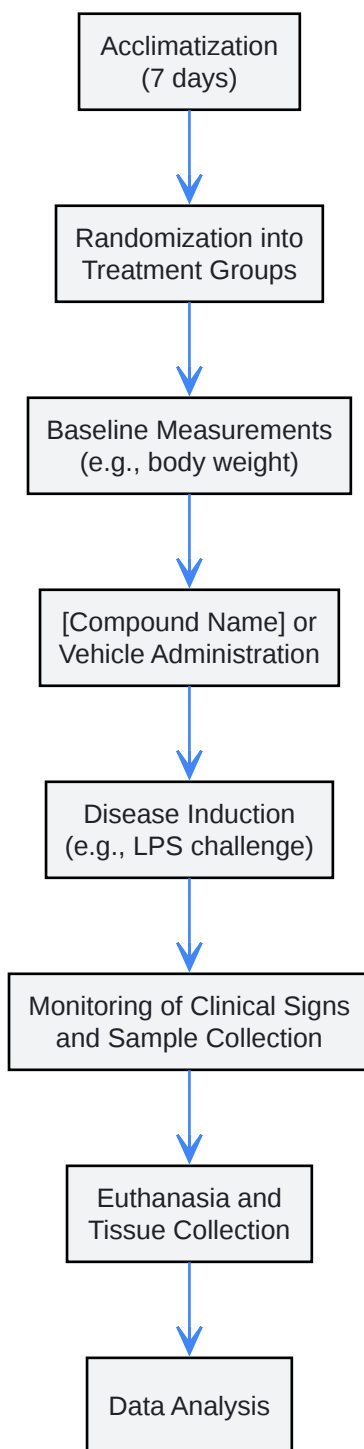 Acclimatization
(7 days)
Randomization into
Treatment Groups
Baseline Measurements
(e.g., body weight)
[Compound Name] or
Vehicle Administration
Disease Induction
(e.g., LPS challenge)
Monitoring of Clinical Signs
and Sample Collection
Euthanasia and
Tissue Collection
Data Analysis